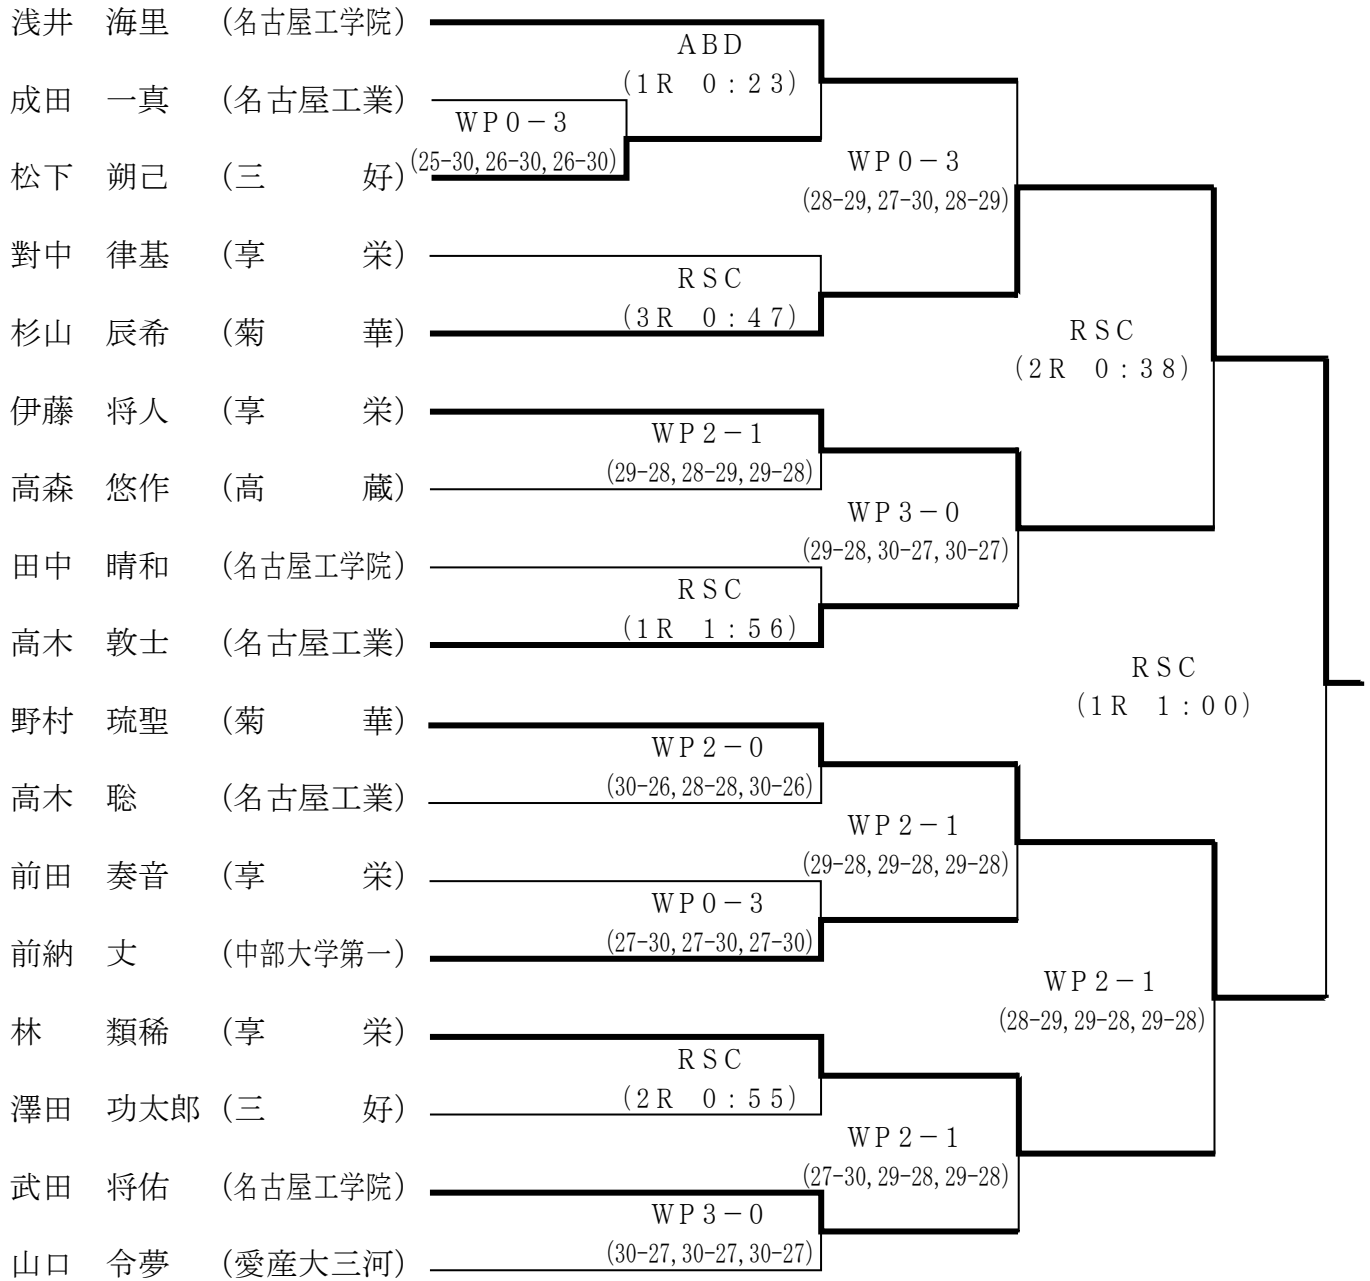 浅井　海里　（名古屋工学院）
ＡＢＤ
（１Ｒ　０：２３）
成田　一真　（名古屋工業）
ＷＰ０－３
(25-30, 26-30, 26-30)
松下　朔己　（三　　　好）
ＷＰ０－３
(28-29, 27-30, 28-29)
對中　律基　（享　　　栄）
ＲＳＣ
（３Ｒ　０：４７）
杉山　辰希　（菊　　　華）
ＲＳＣ
（２Ｒ　０：３８）
伊藤　将人　（享　　　栄）
ＷＰ２－１
(29-28, 28-29, 29-28)
高森　悠作　（高　　　蔵）
ＷＰ３－０
(29-28, 30-27, 30-27)
田中　晴和　（名古屋工学院）
ＲＳＣ
（１Ｒ　１：５６）
高木　敦士　（名古屋工業）
ＲＳＣ
（１Ｒ　１：００）
野村　琉聖　（菊　　　華）
ＷＰ２－０
(30-26, 28-28, 30-26)
高木　聡　　（名古屋工業）
ＷＰ２－１
(29-28, 29-28, 29-28)
前田　奏音　（享　　　栄）
ＷＰ０－３
(27-30, 27-30, 27-30)
前納　丈　　（中部大学第一）
ＷＰ２－１
(28-29, 29-28, 29-28)
林　　類稀　（享　　　栄）
ＲＳＣ
（２Ｒ　０：５５）
澤田　功太郎（三　　　好）
ＷＰ２－１
(27-30, 29-28, 29-28)
武田　将佑　（名古屋工学院）
ＷＰ３－０
(30-27, 30-27, 30-27)
山口　令夢　（愛産大三河）